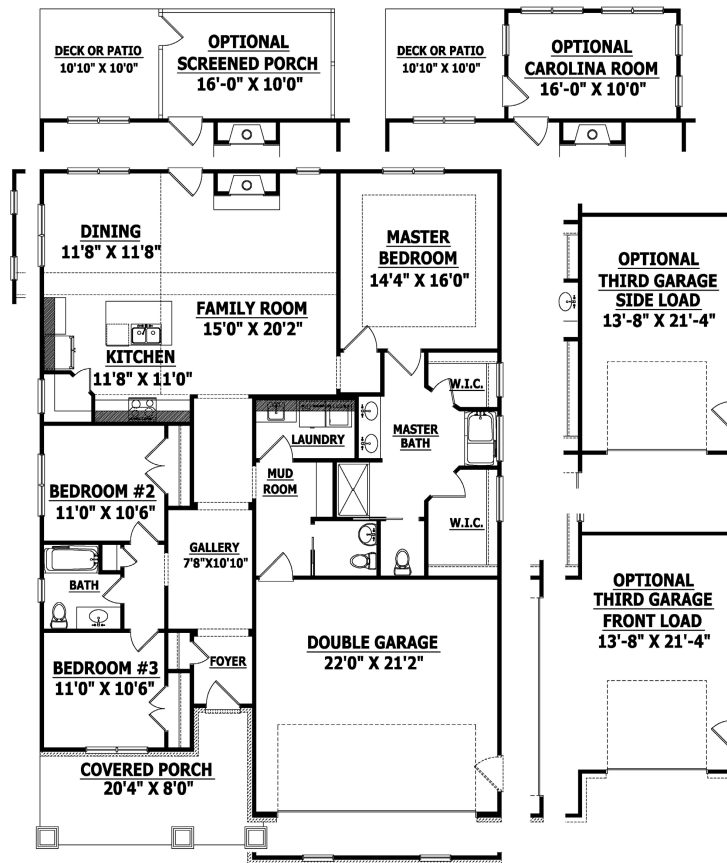 DECK OR PATIO
10'10" X 10'0"
OPTIONAL
SCREENED PORCH
16'-0" X 10'0"
DECK OR PATIO
10'10" X 10'0"
OPTIONAL
CAROLINA ROOM
16'-0" X 10'0"
DINING
11'8" X 11'8"
MASTER
BEDROOM
14'4" X 16'0"
FAMILY ROOM
15'0" X 20'2"
KITCHEN
11'8" X 11'0"
OPTIONAL
THIRD GARAGE
SIDE LOAD
13'-8" X 21'-4"
W.I.C.
LAUNDRY
MASTER
BATH
MUD
ROOM
BEDROOM #2
11'0" X 10'6"
W.I.C.
GALLERY
7'8"X10'10"
BATH
OPTIONAL
THIRD GARAGE
FRONT LOAD
13'-8" X 21'-4"
DOUBLE GARAGE
22'0" X 21'2"
BEDROOM #3
11'0" X 10'6"
FOYER
COVERED PORCH
20'4" X 8'0"